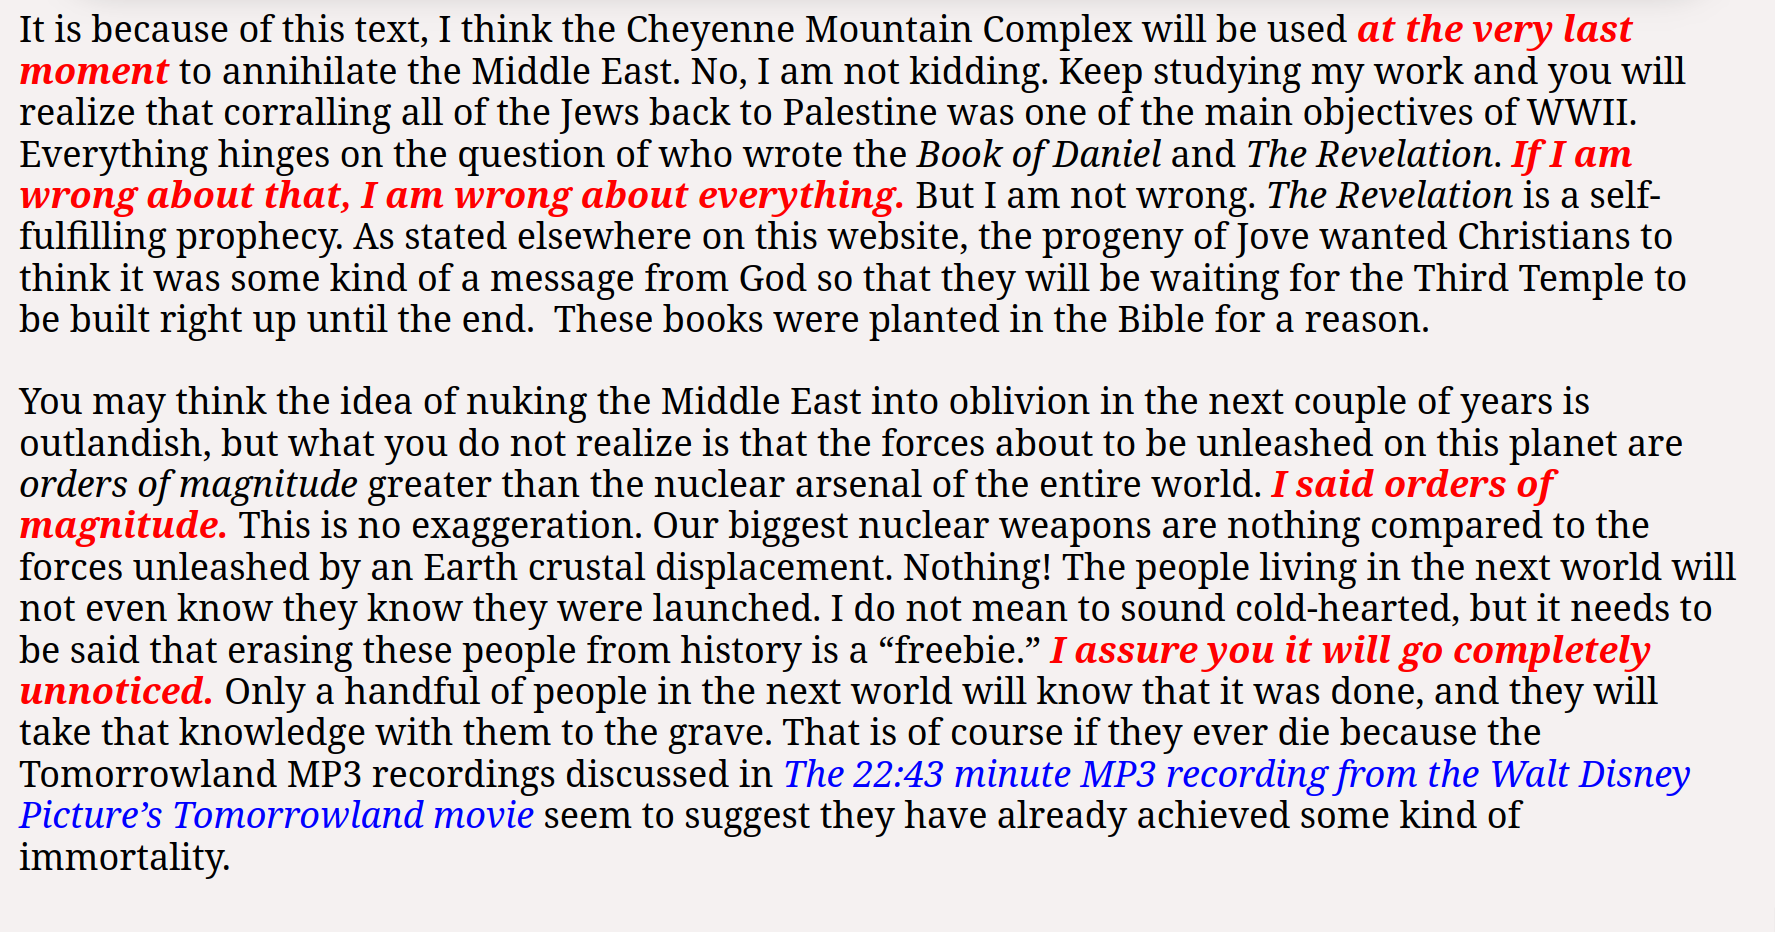 It is because of this text, I think the Cheyenne Mountain Complex will be used at the very last
moment to annihilate the Middle East. No, I am not kidding. Keep studying my work and you will
realize that corralling all of the Jews back to Palestine was one of the main objectives of WWII.
Everything hinges on the question of who wrote the Book of Daniel and The Revelation. If I am
wrong about that, I am wrong about everything. But I am not wrong. The Revelation is a self-
fulfilling prophecy. As stated elsewhere on this website, the progeny of Jove wanted Christians to
think it was some kind of a message from God so that they will be waiting for the Third Temple to
be built right up until the end.  These books were planted in the Bible for a reason.
You may think the idea of nuking the Middle East into oblivion in the next couple of years is
outlandish, but what you do not realize is that the forces about to be unleashed on this planet are
orders of magnitude greater than the nuclear arsenal of the entire world. I said orders of
magnitude. This is no exaggeration. Our biggest nuclear weapons are nothing compared to the
forces unleashed by an Earth crustal displacement. Nothing! The people living in the next world will
not even know they know they were launched. I do not mean to sound cold-hearted, but it needs to
be said that erasing these people from history is a “freebie.” I assure you it will go completely
unnoticed. Only a handful of people in the next world will know that it was done, and they will
take that knowledge with them to the grave. That is of course if they ever die because the
Tomorrowland MP3 recordings discussed in The 22:43 minute MP3 recording from the Walt Disney
Picture’s Tomorrowland movie seem to suggest they have already achieved some kind of
immortality.